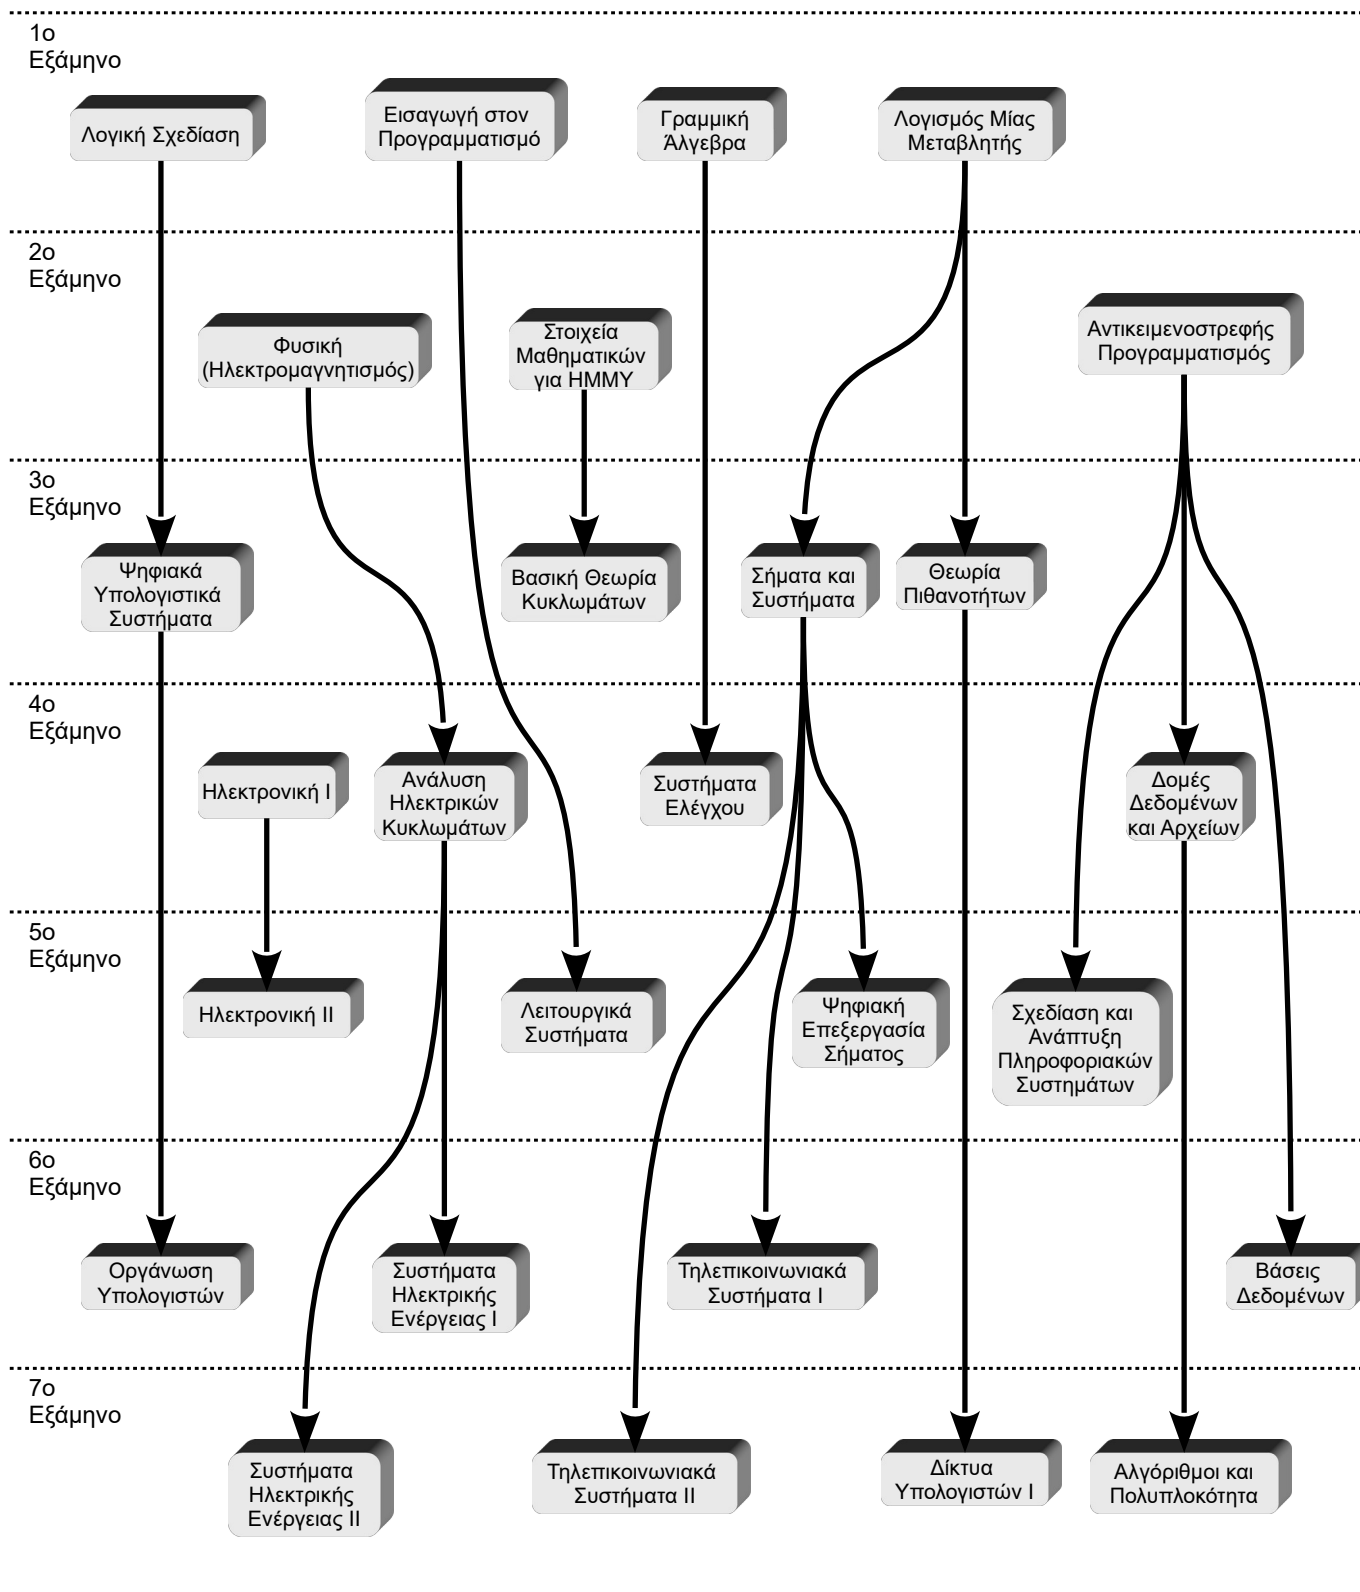 1ο
Εξάμηνο
Λογική Σχεδίαση
Εισαγωγή στον
Προγραμματισμό
Γραμμική
Άλγεβρα
Λογισμός Μίας
Μεταβλητής
2ο
Εξάμηνο
Φυσική
(Ηλεκτρομαγνητισμός)
Στοιχεία
Μαθηματικών
για ΗΜΜΥ
Αντικειμενοστρεφής
Προγραμματισμός
3ο
Εξάμηνο
Ψηφιακά
Υπολογιστικά
Συστήματα
Βασική Θεωρία
Κυκλωμάτων
Σήματα και
Συστήματα
Θεωρία
Πιθανοτήτων
4ο
Εξάμηνο
Ηλεκτρονική Ι
Ανάλυση
Ηλεκτρικών
Κυκλωμάτων
Συστήματα
Ελέγχου
Δομές
Δεδομένων
και Αρχείων
5ο
Εξάμηνο
Ηλεκτρονική ΙΙ
Λειτουργικά
Συστήματα
Ψηφιακή
Επεξεργασία
Σήματος
Σχεδίαση και
Ανάπτυξη
Πληροφοριακών
Συστημάτων
6ο
Εξάμηνο
Οργάνωση
Υπολογιστών
Συστήματα
Ηλεκτρικής
Ενέργειας Ι
Τηλεπικοινωνιακά
Συστήματα Ι
Βάσεις
Δεδομένων
7ο
Εξάμηνο
Συστήματα
Ηλεκτρικής
Ενέργειας ΙΙ
Τηλεπικοινωνιακά
Συστήματα ΙΙ
Δίκτυα
Υπολογιστών Ι
Αλγόριθμοι και
Πολυπλοκότητα